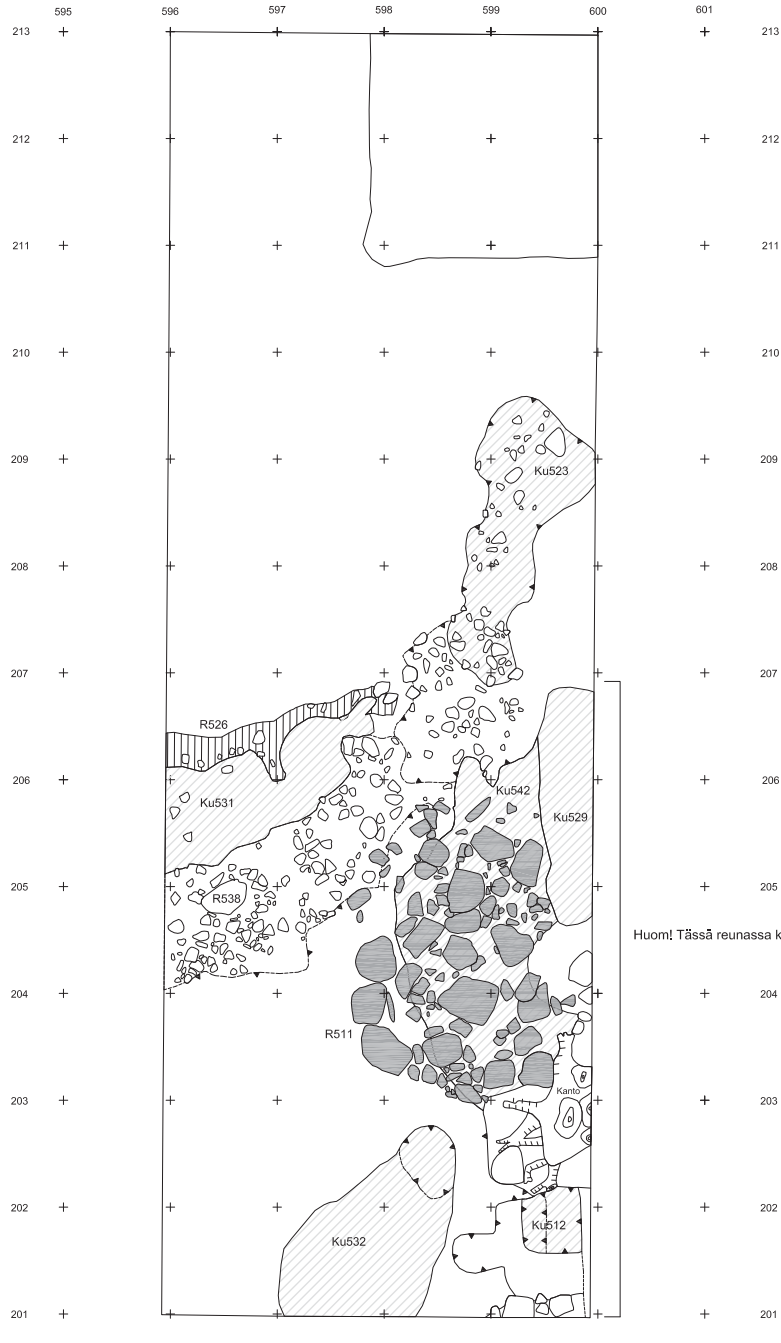 595 596 597 598 599 600 601
213 213
212 212
211 211
210 210
209 209
Ku523
208 208
207 207
R526
206 206
Ku542
Ku531
Ku529
205 205
R538
Huom! Tässä reunassa k
204 204
R511
Kanto
203 203
202 202
Ku512
Ku532
201 201